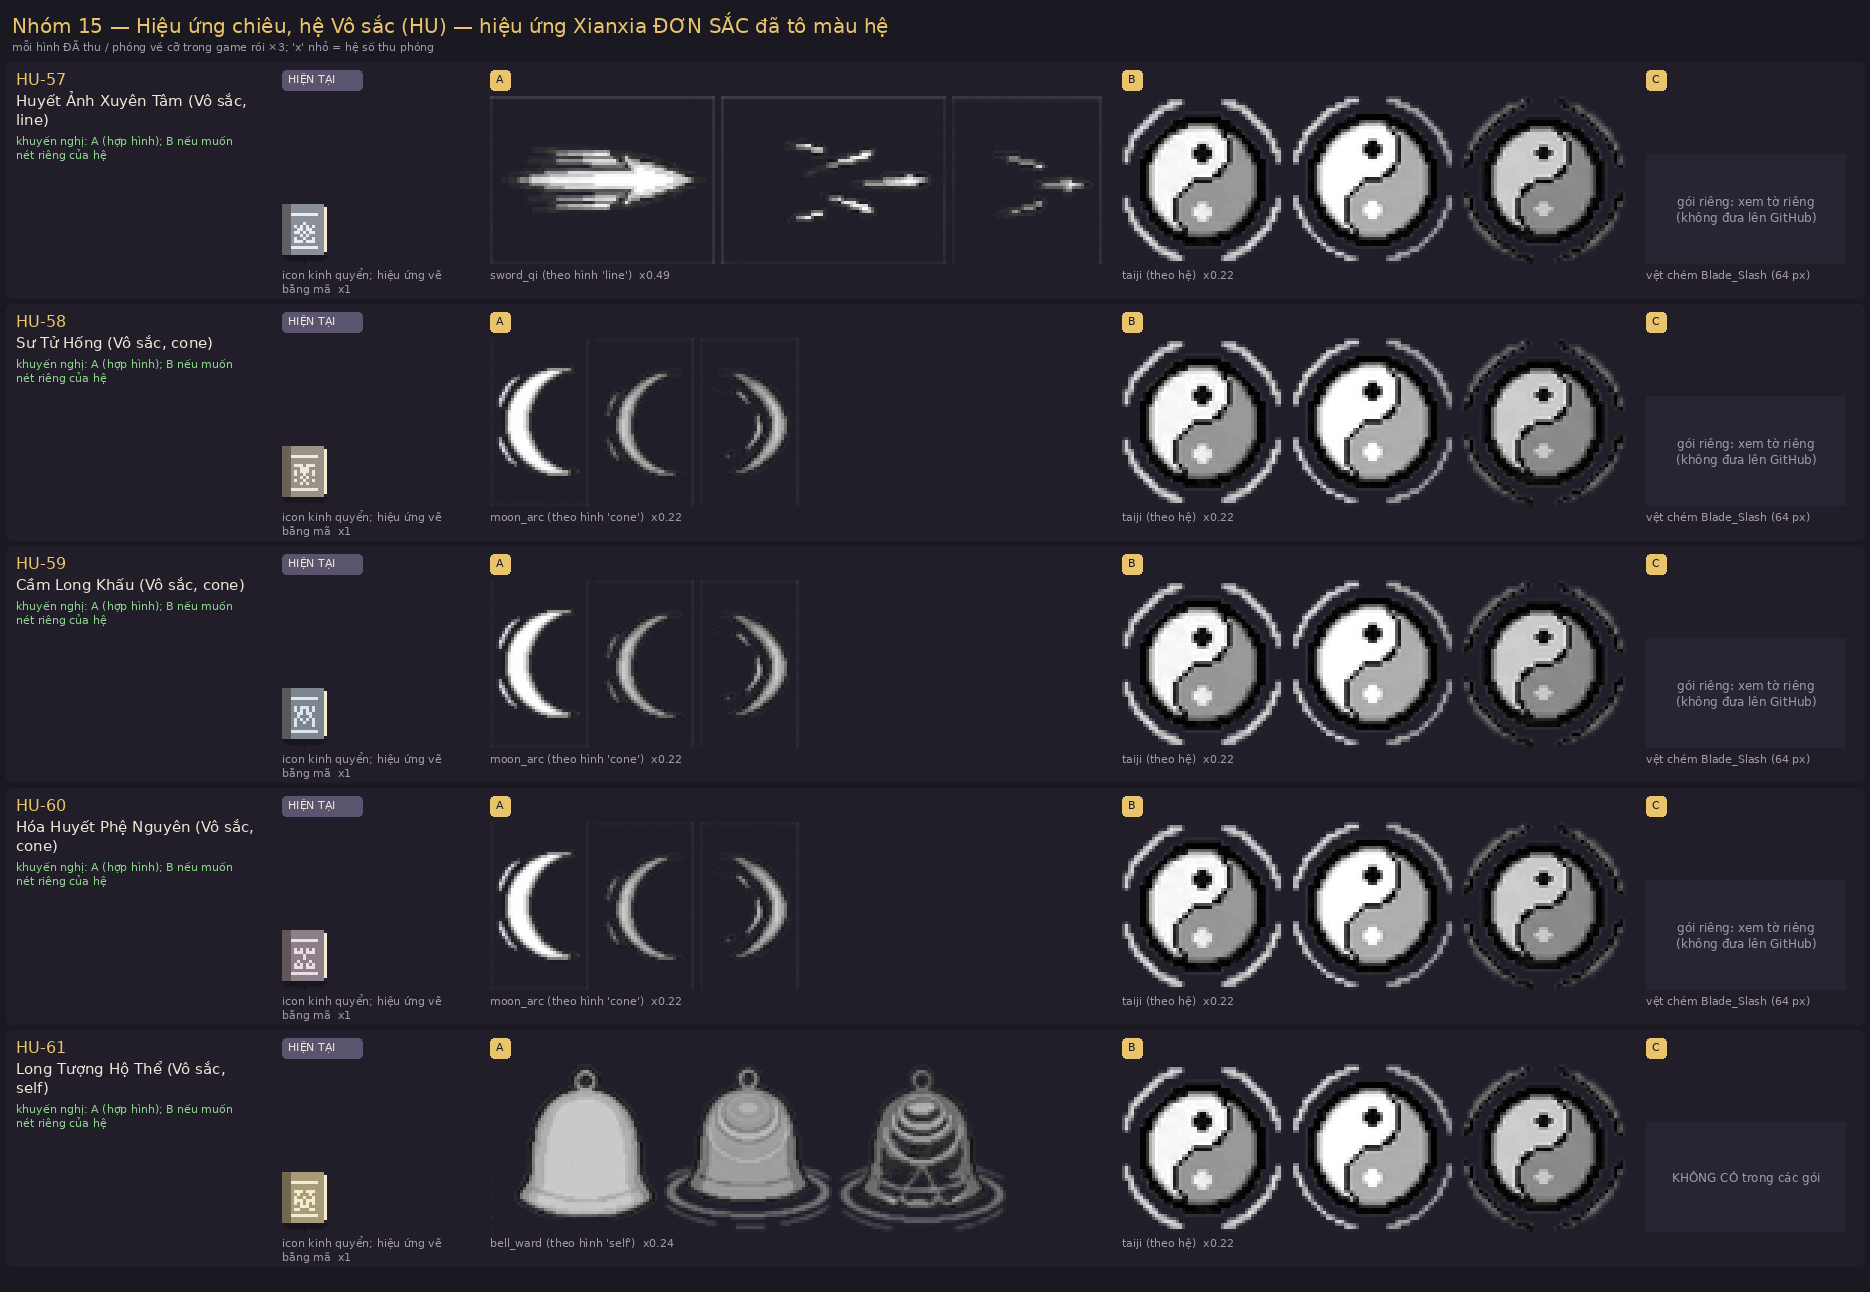 Nhóm 15 — Hiệu ứng chiêu, hệ Vô sắc (HU) — hiệu ứng Xianxia ĐƠN SẮC đã tô màu hệ
mỗi hình ĐÃ thu / phóng về cỡ trong game rồi ×3; 'x' nhỏ = hệ số thu phóng
HU-57
Huyết Ảnh Xuyên Tâm (Vô sắc,
line)
khuyến nghị: A (hợp hình); B nếu muốn
nét riêng của hệ
HIỆN TẠI
icon kinh quyển; hiệu ứng vẽ
bằng mã  x1
A
sword_qi (theo hình 'line')  x0.49
B
taiji (theo hệ)  x0.22
C
gói riêng: xem tờ riêng
(không đưa lên GitHub)
vệt chém Blade_Slash (64 px)
HU-58
Sư Tử Hống (Vô sắc, cone)
khuyến nghị: A (hợp hình); B nếu muốn
nét riêng của hệ
HIỆN TẠI
icon kinh quyển; hiệu ứng vẽ
bằng mã  x1
A
moon_arc (theo hình 'cone')  x0.22
B
taiji (theo hệ)  x0.22
C
gói riêng: xem tờ riêng
(không đưa lên GitHub)
vệt chém Blade_Slash (64 px)
HU-59
Cầm Long Khấu (Vô sắc, cone)
khuyến nghị: A (hợp hình); B nếu muốn
nét riêng của hệ
HIỆN TẠI
icon kinh quyển; hiệu ứng vẽ
bằng mã  x1
A
moon_arc (theo hình 'cone')  x0.22
B
taiji (theo hệ)  x0.22
C
gói riêng: xem tờ riêng
(không đưa lên GitHub)
vệt chém Blade_Slash (64 px)
HU-60
Hóa Huyết Phệ Nguyên (Vô sắc,
cone)
khuyến nghị: A (hợp hình); B nếu muốn
nét riêng của hệ
HIỆN TẠI
icon kinh quyển; hiệu ứng vẽ
bằng mã  x1
A
moon_arc (theo hình 'cone')  x0.22
B
taiji (theo hệ)  x0.22
C
gói riêng: xem tờ riêng
(không đưa lên GitHub)
vệt chém Blade_Slash (64 px)
HU-61
Long Tượng Hộ Thể (Vô sắc,
self)
khuyến nghị: A (hợp hình); B nếu muốn
nét riêng của hệ
HIỆN TẠI
icon kinh quyển; hiệu ứng vẽ
bằng mã  x1
A
bell_ward (theo hình 'self')  x0.24
B
taiji (theo hệ)  x0.22
C
KHÔNG CÓ trong các gói